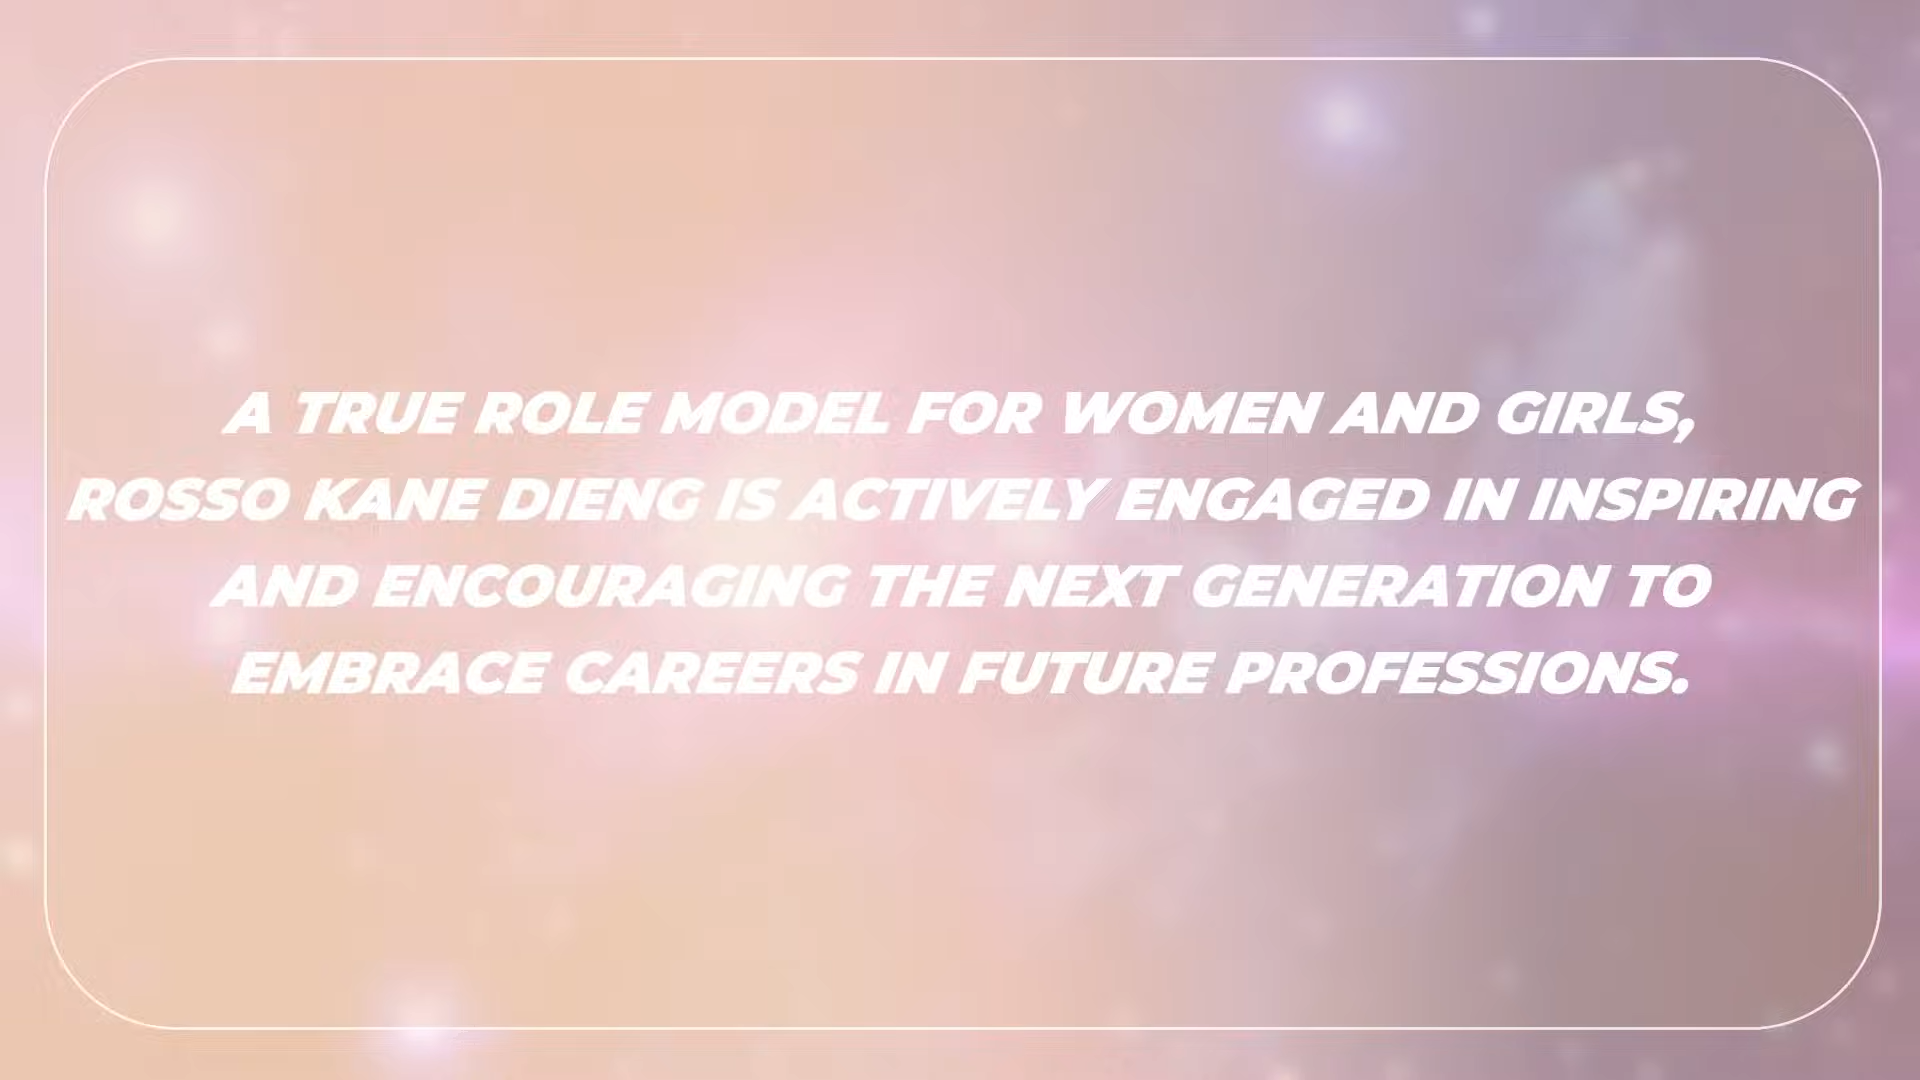 A TRUE ROLE MODEL FOR WOMEN AND GIRLS,
ROSSO KANE DIENG IS ACTIVELY ENGAGED IN INSPIRING
AND ENCOURAGING THE NEXT GENERATION TO
EMBRACE CAREERS IN FUTURE PROFESSIONS.